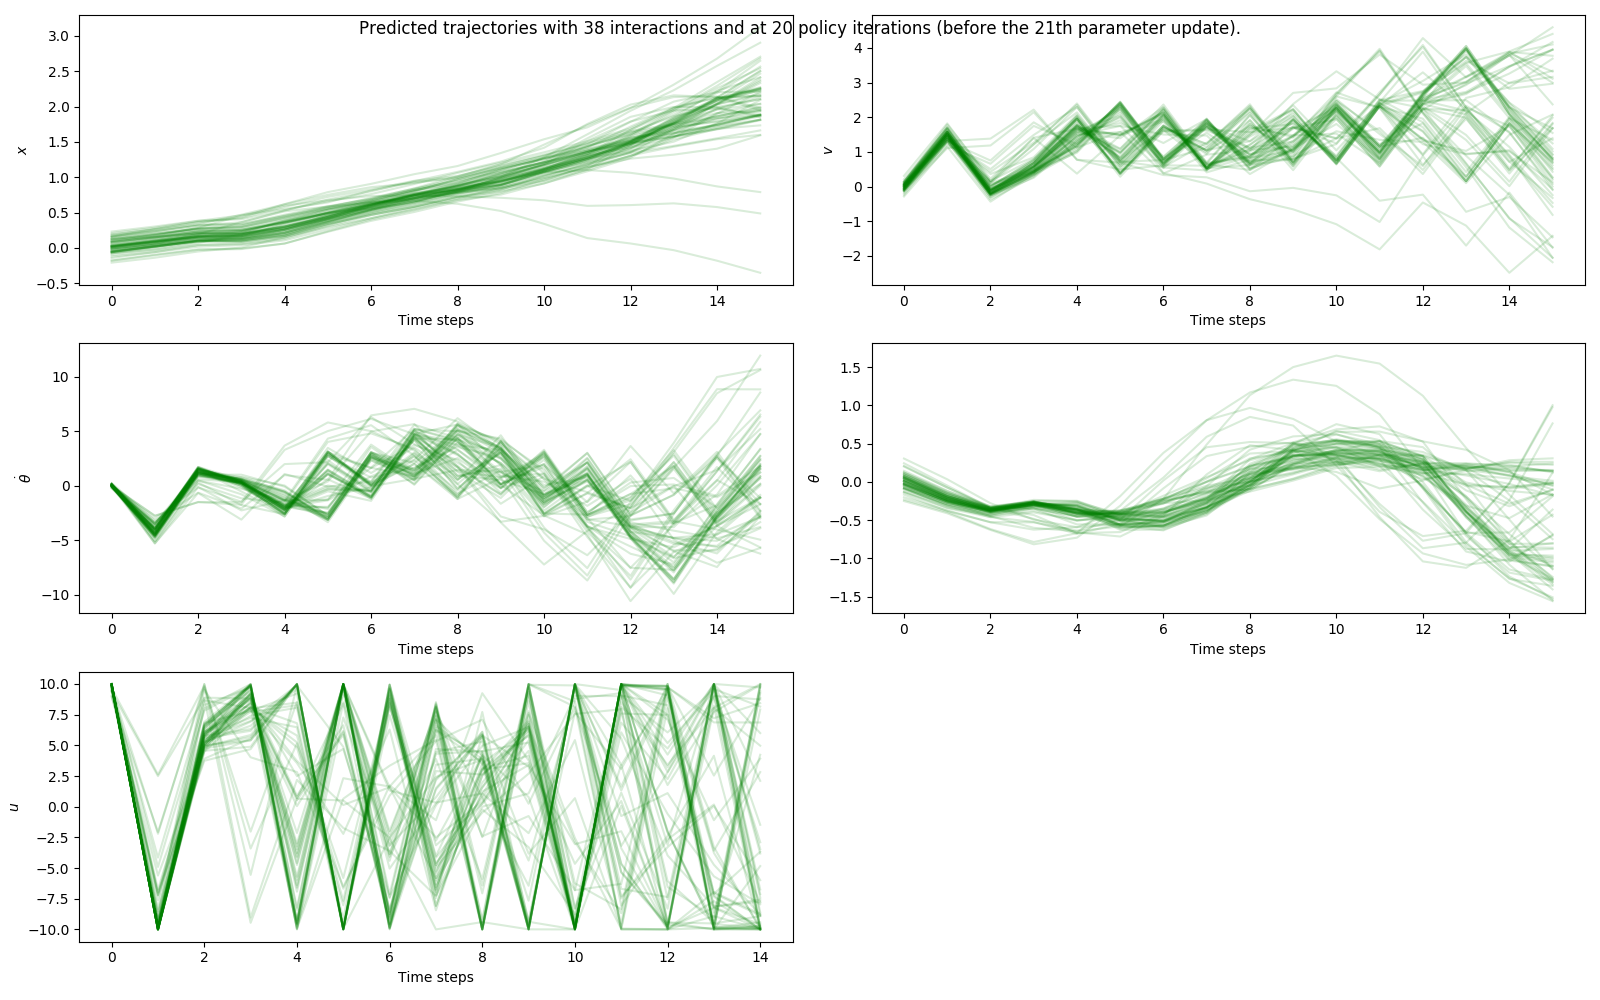 Predicted trajectories with 38 interactions and at 20 policy iterations (before the 21th parameter update).
3.0
2.5
2.0
1.5
1.0
0.5
0.0
−0.5
x
0 2 4 6 8 10 12 14
Time steps
4
3
2
1
0
−1
−2
v
0 2 4 6 8 10 12 14
Time steps
10
5
0
−5
−10
θ̇
0 2 4 6 8 10 12 14
Time steps
1.5
1.0
0.5
0.0
−0.5
−1.0
−1.5
θ
0 2 4 6 8 10 12 14
Time steps
10.0
7.5
5.0
2.5
0.0
−2.5
−5.0
−7.5
−10.0
u
0 2 4 6 8 10 12 14
Time steps